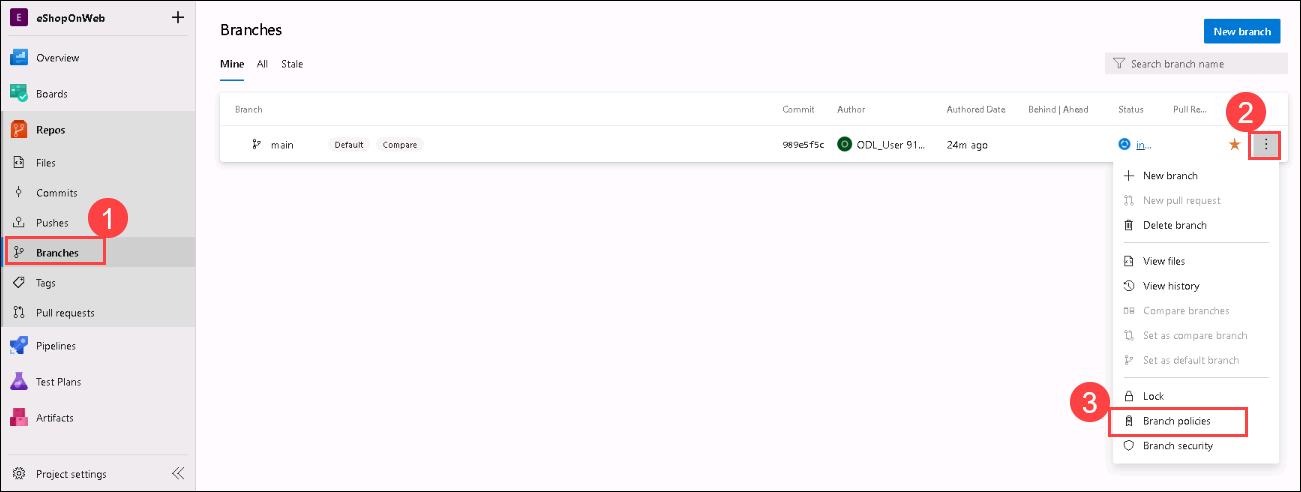 E eShopOnWeb +
Overview
Boards
Repos
Files
Commits
Pushes
1
Branches
Tags
Pull requests
Pipelines
Test Plans
Artifacts
Project settings
Branches
New branch
Mine All Stale
Search branch name
Branch Commit Author Authored Date Behind | Ahead Status Pull Re...
2
main Default Compare 989e5f5c O ODL_User 91... 24m ago in...
New branch
New pull request
Delete branch
View files
View history
Compare branches
Set as compare branch
Set as default branch
Lock
3
Branch policies
Branch security